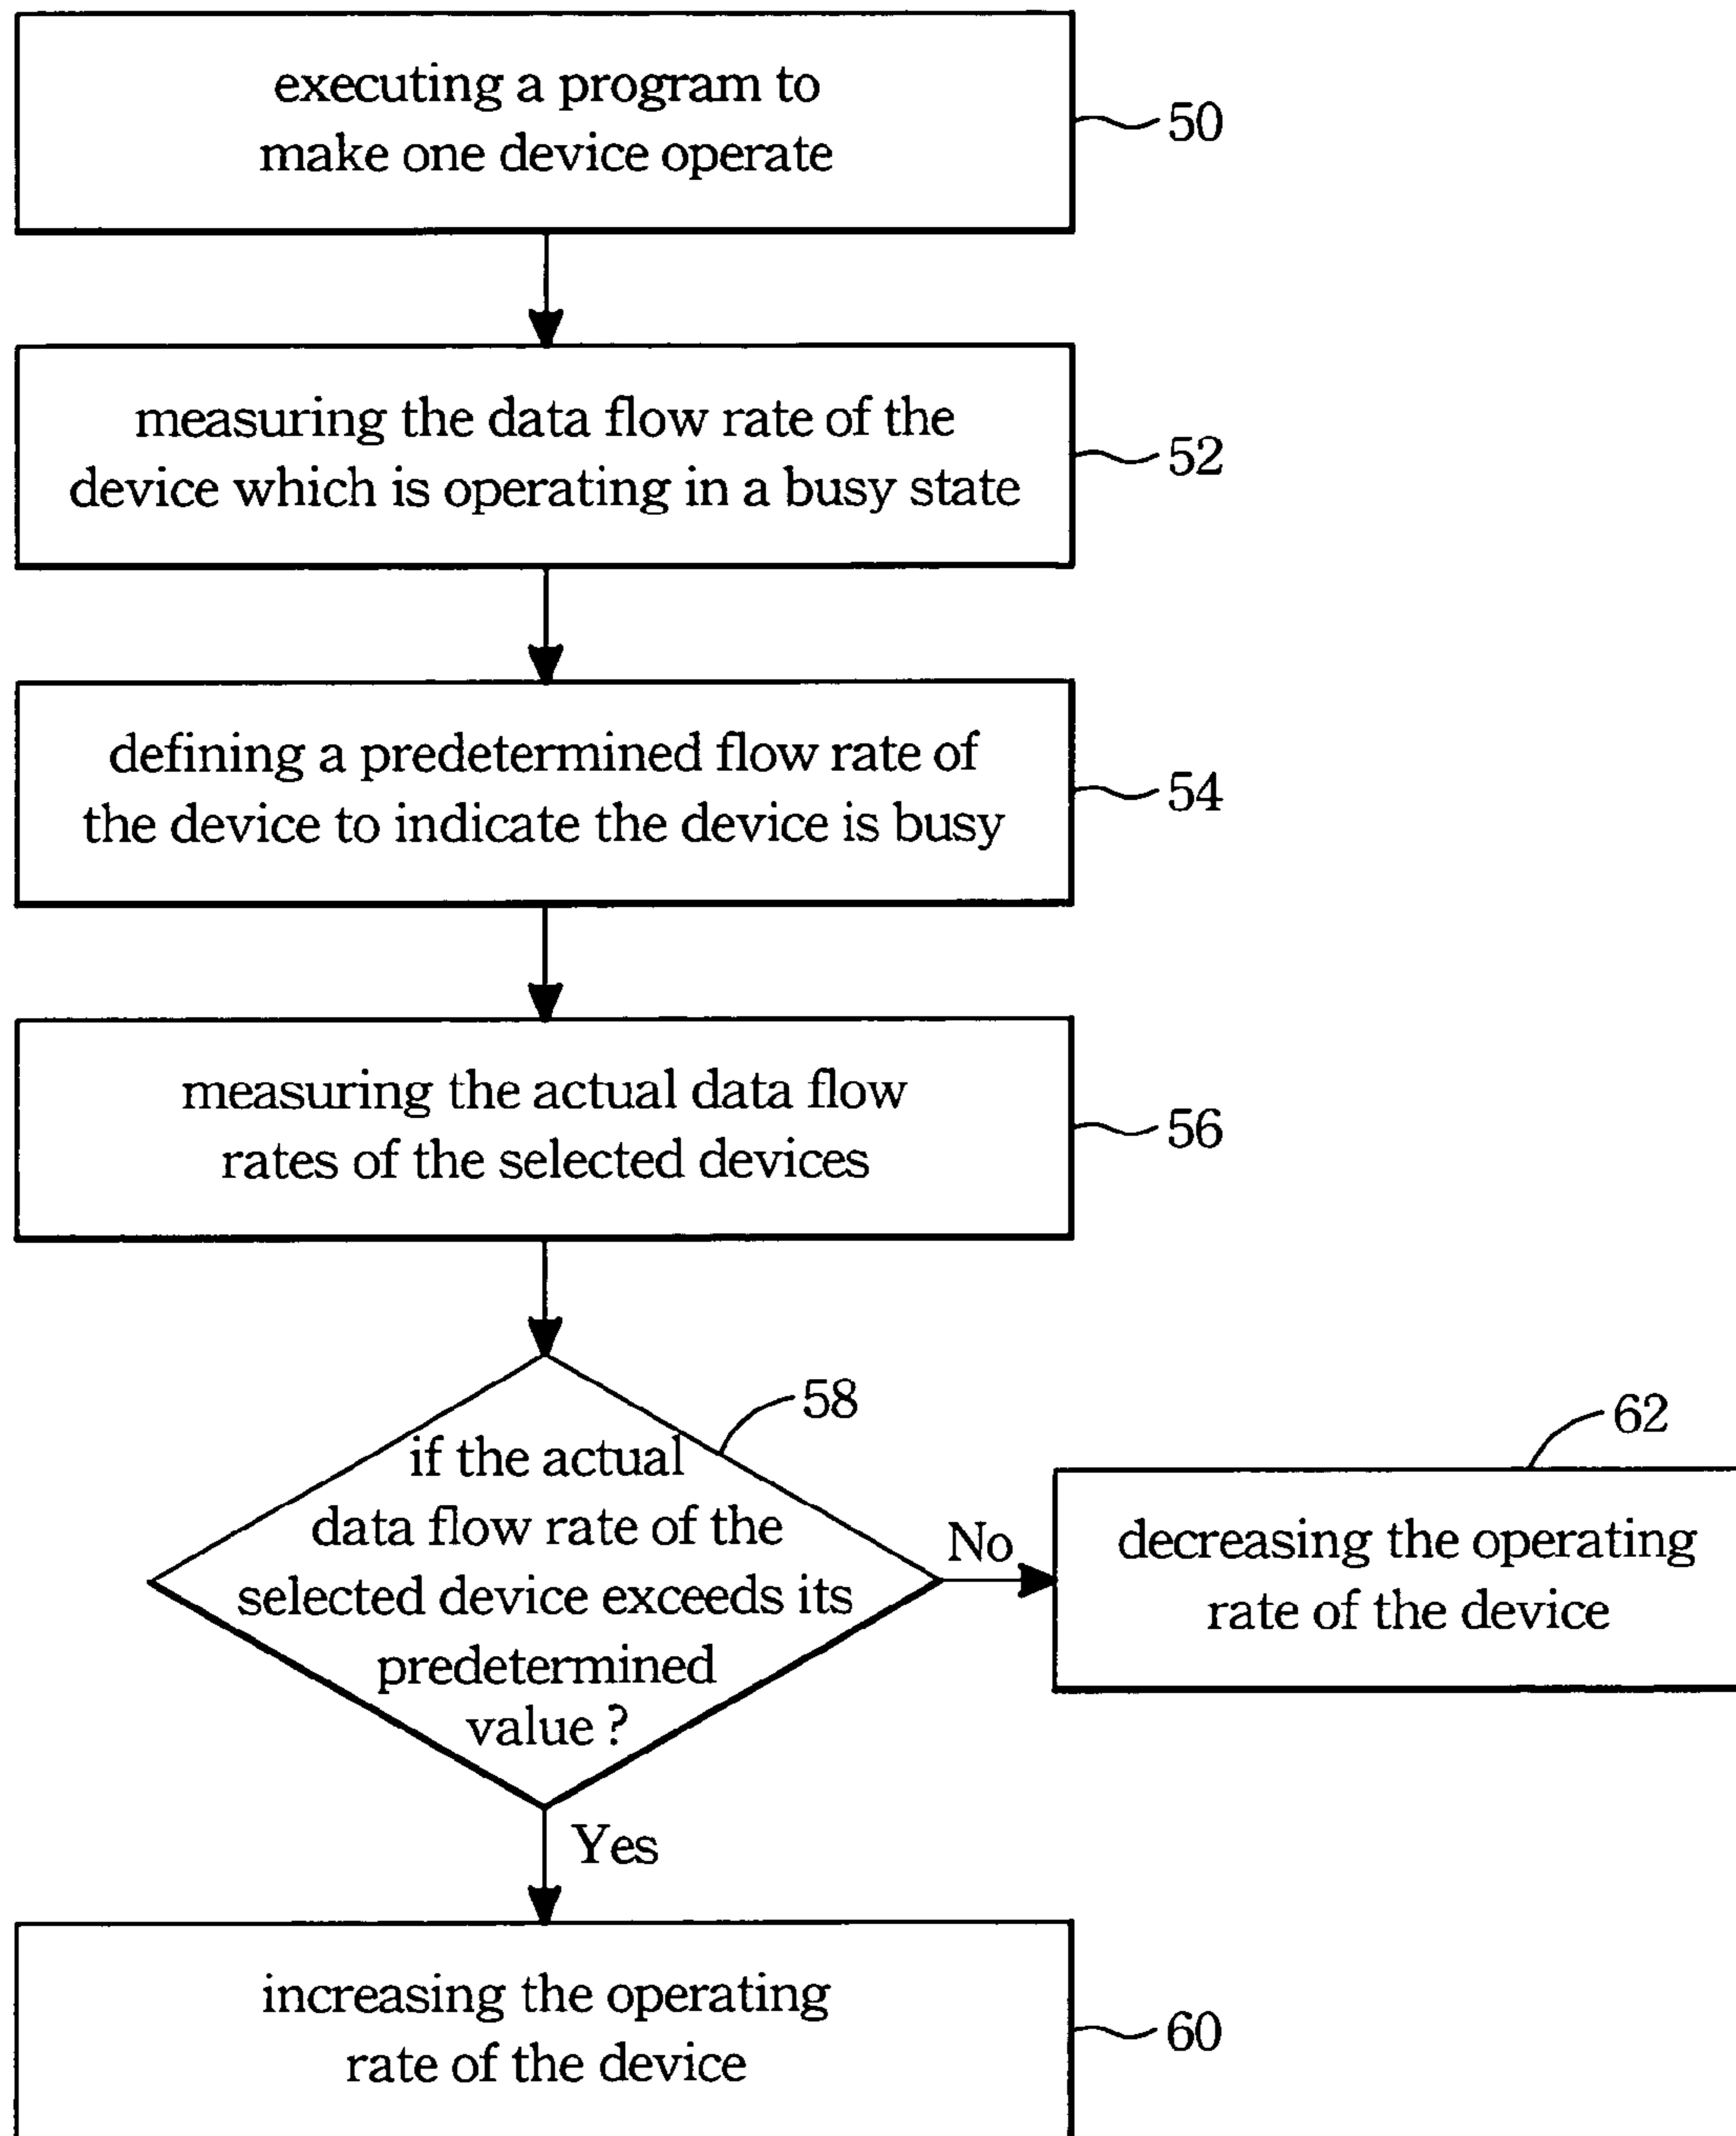 executing a program to
make one device operate
50
measuring the data flow rate of the
device which is operating in a busy state
52
defining a predetermined flow rate of
the device to indicate the device is busy
54
measuring the actual data flow
rates of the selected devices
56
58
if the actual
data flow rate of the
selected device exceeds its
predetermined
value ?
No
62
decreasing the operating
rate of the device
Yes
increasing the operating
rate of the device
60